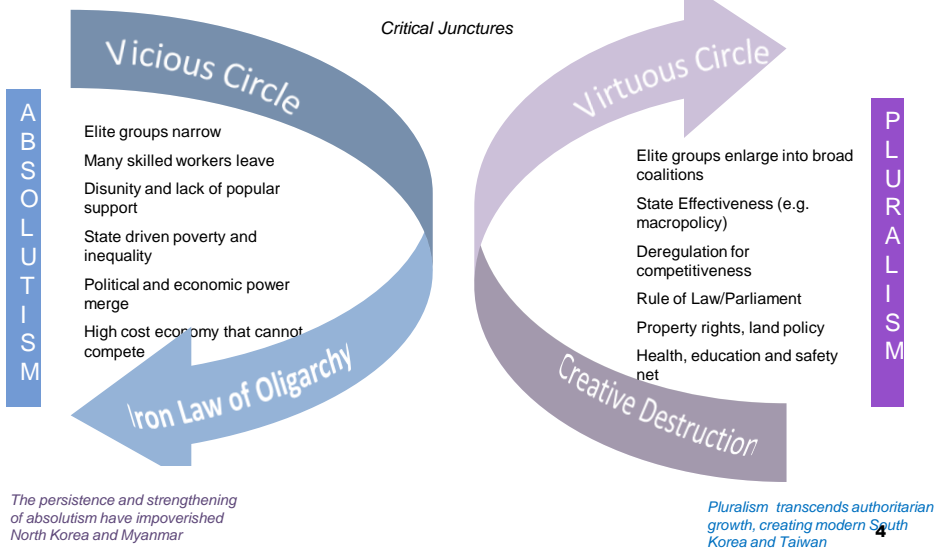 Critical Junctures
Vicious Circle
Virtuous Circle
ABSOLUTISM
Elite groups narrow
Many skilled workers leave
Disunity and lack of popular
support
State driven poverty and
inequality
Political and economic power
merge
High cost economy that cannot
compete
Iron Law of Oligarchy
Elite groups enlarge into broad
coalitions
State Effectiveness (e.g.
macropolicy)
Deregulation for
competitiveness
Rule of Law/Parliament
Property rights, land policy
Health, education and safety
net
Creative Destruction
PLURALISM
The persistence and strengthening
of absolutism have impoverished
North Korea and Myanmar
Pluralism transcends authoritarian
growth, creating modern South
Korea and Taiwan
4